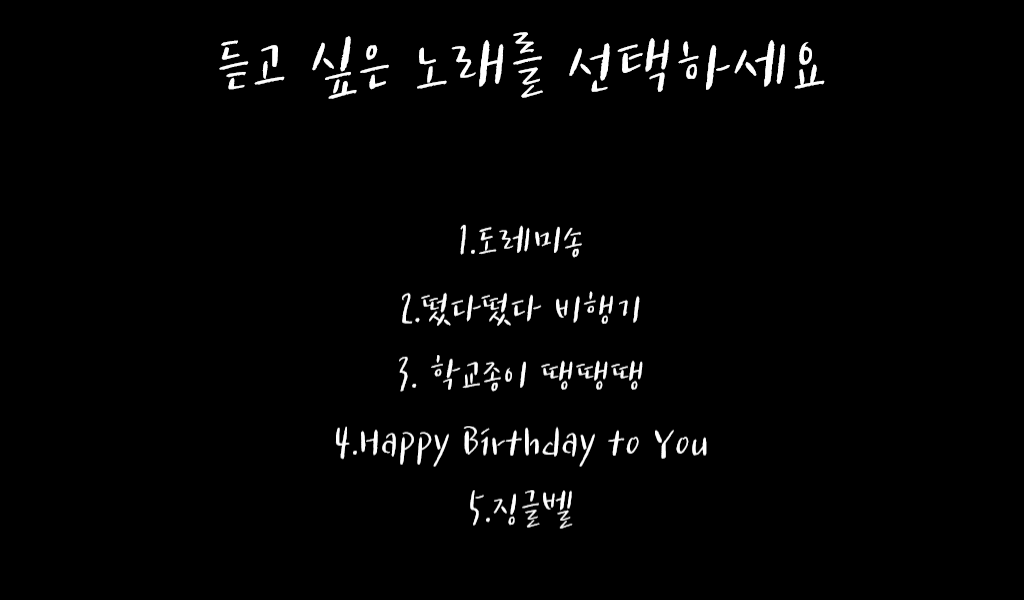 듣고 싶은 노래를 선택하세요
1.도레미송
2.떴다떴다 비행기
3. 학교종이 땡땡땡
4.Happy Birthday to You
5.징글벨